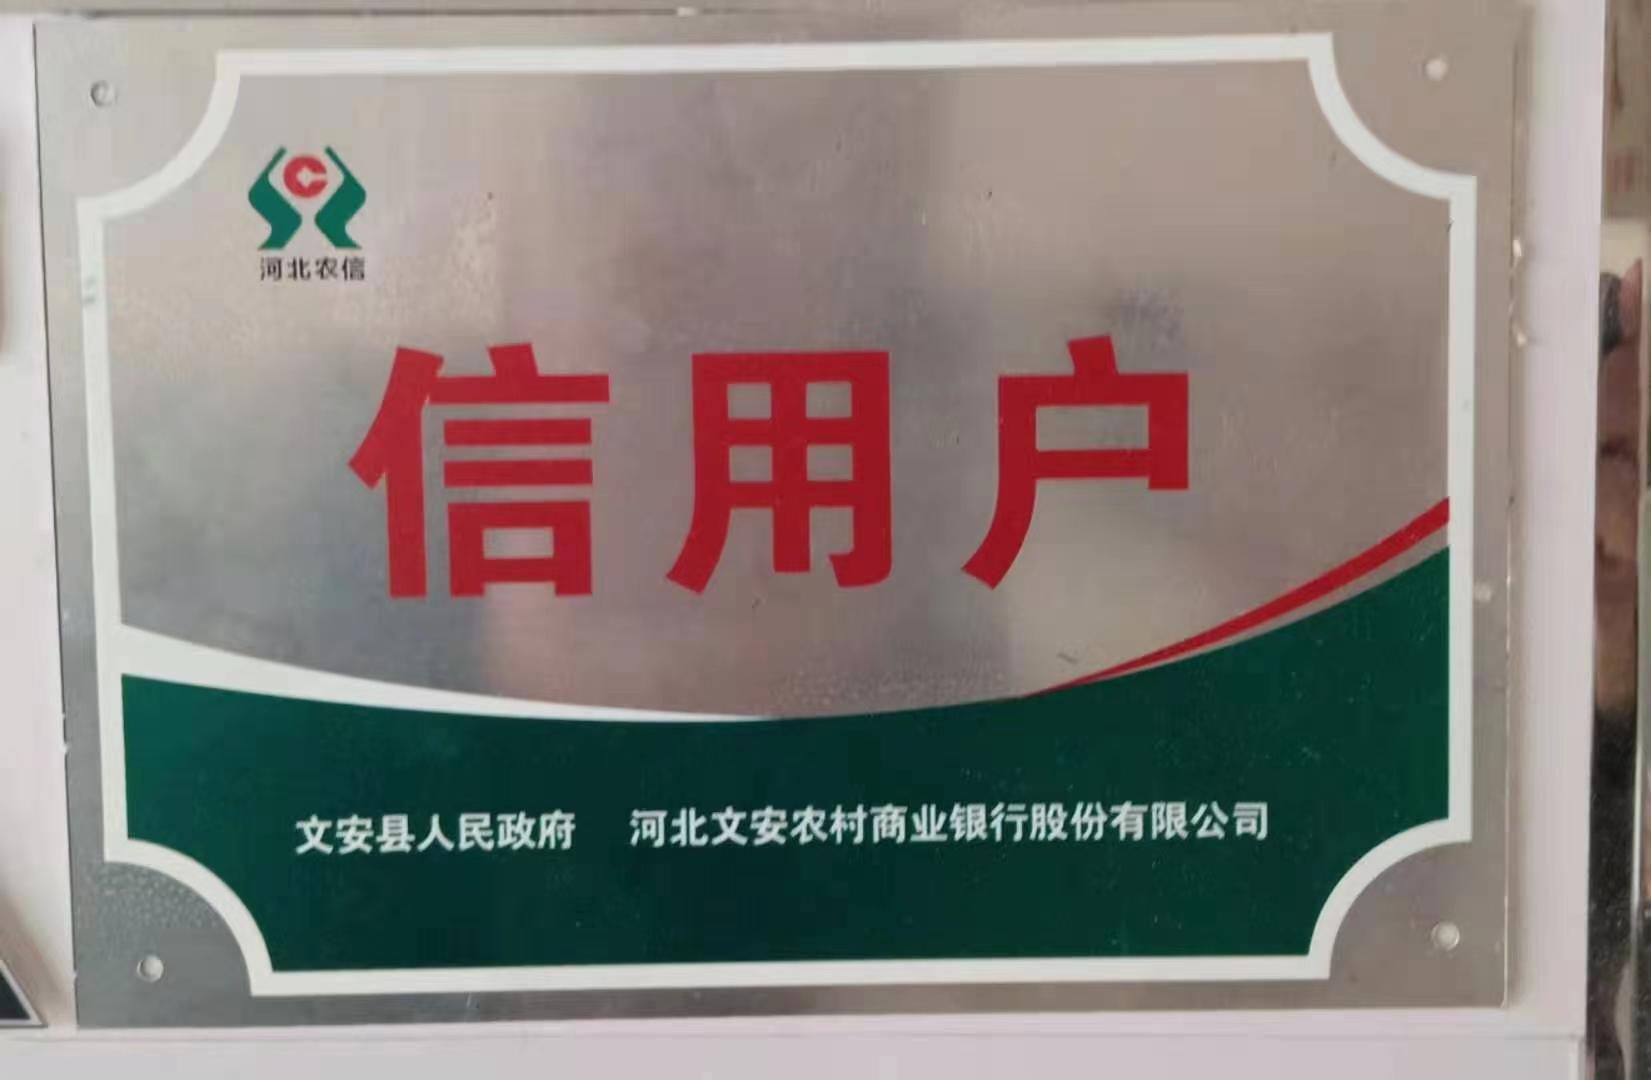 河北农信
信用户
文安县人民政府 河北文安农村商业银行股份有限公司